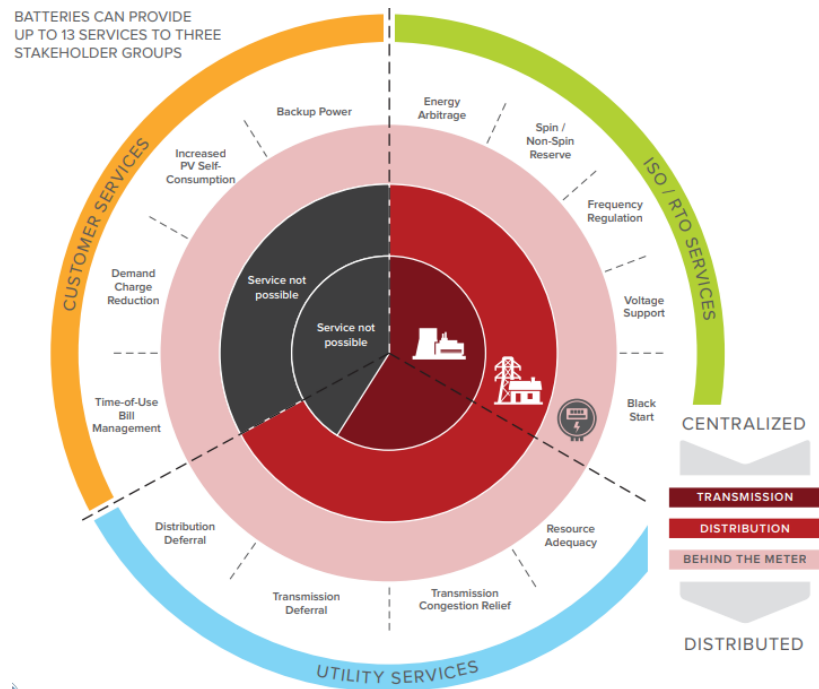 BATTERIES CAN PROVIDE
UP TO 13 SERVICES TO THREE
STAKEHOLDER GROUPS
CUSTOMER SERVICES
ISO / RTO SERVICES
UTILITY SERVICES
Backup Power
Energy
Arbitrage
Spin /
Non-Spin
Reserve
Increased
PV Self-
Consumption
Frequency
Regulation
Demand
Charge
Reduction
Service not
possible
Service not
possible
Voltage
Support
Time-of-Use
Bill
Management
Black
Start
Distribution
Deferral
Resource
Adequacy
Transmission
Deferral
Transmission
Congestion Relief
CENTRALIZED
TRANSMISSION
DISTRIBUTION
BEHIND THE METER
DISTRIBUTED